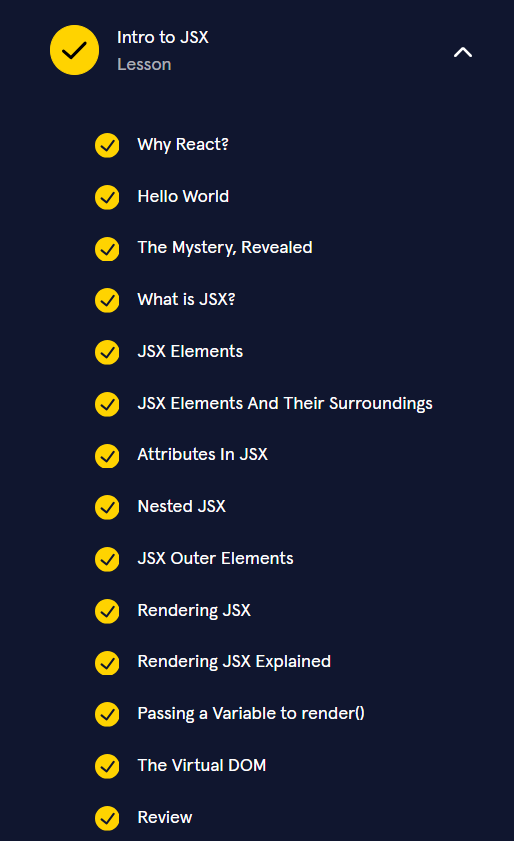 Intro to JSX
Lesson
Why React?
Hello World
The Mystery, Revealed
What is JSX?
JSX Elements
JSX Elements And Their Surroundings
Attributes In JSX
Nested JSX
JSX Outer Elements
Rendering JSX
Rendering JSX Explained
Passing a Variable to render()
The Virtual DOM
Review